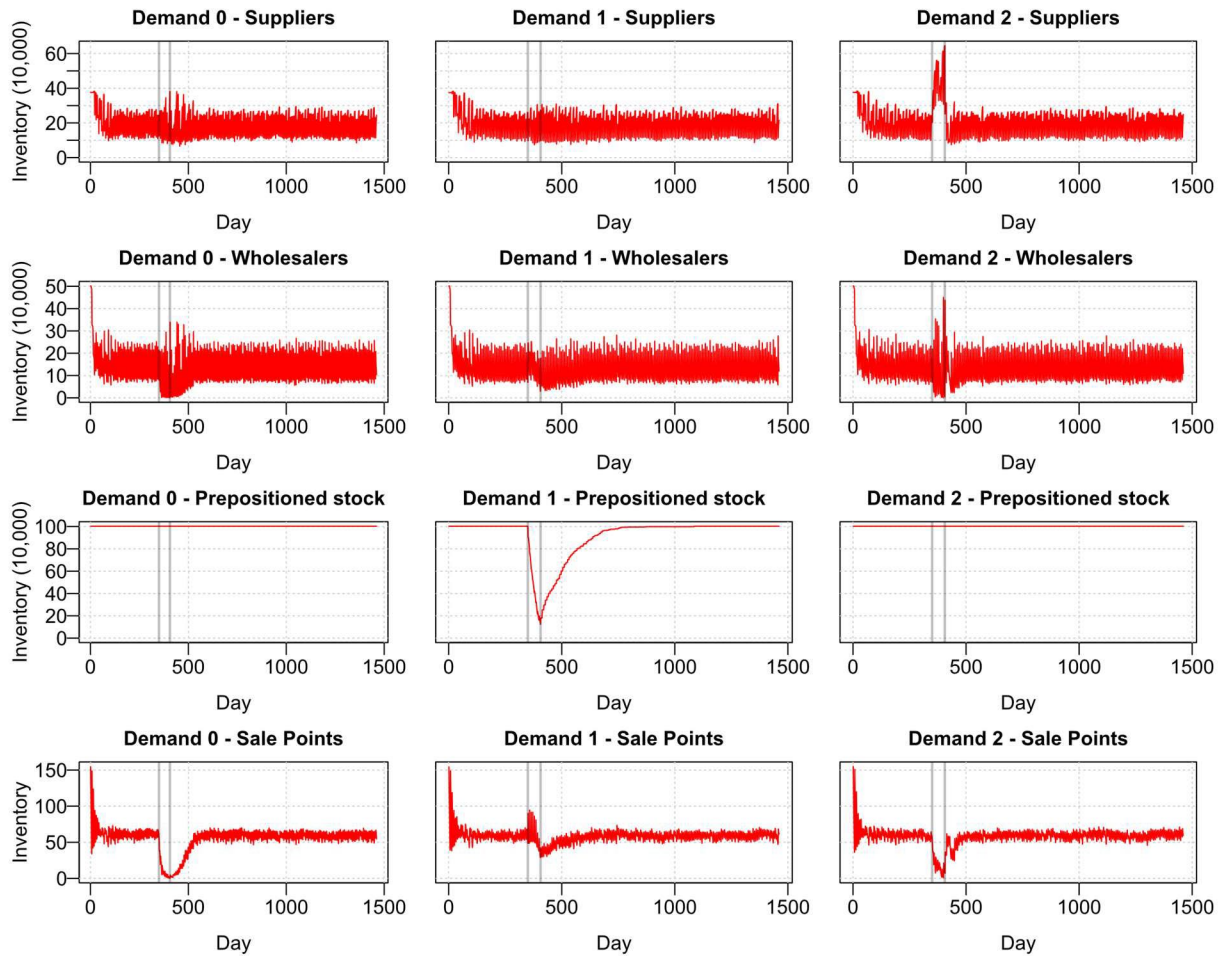 Demand 0 - Suppliers Demand 1 - Suppliers Demand 2 - Suppliers
Inventory (10,000)
60
40
20
0
0 500 1000 1500 0 500 1000 1500 0 500 1000 1500
Day Day Day
Demand 0 - Wholesalers Demand 1 - Wholesalers Demand 2 - Wholesalers
Inventory (10,000)
50
40
30
20
10
0
0 500 1000 1500 0 500 1000 1500 0 500 1000 1500
Day Day Day
Demand 0 - Prepositioned stock Demand 1 - Prepositioned stock Demand 2 - Prepositioned stock
Inventory (10,000)
100
80
60
40
20
0
0 500 1000 1500 0 500 1000 1500 0 500 1000 1500
Day Day Day
Demand 0 - Sale Points Demand 1 - Sale Points Demand 2 - Sale Points
Inventory
150
100
50
0
0 500 1000 1500 0 500 1000 1500 0 500 1000 1500
Day Day Day